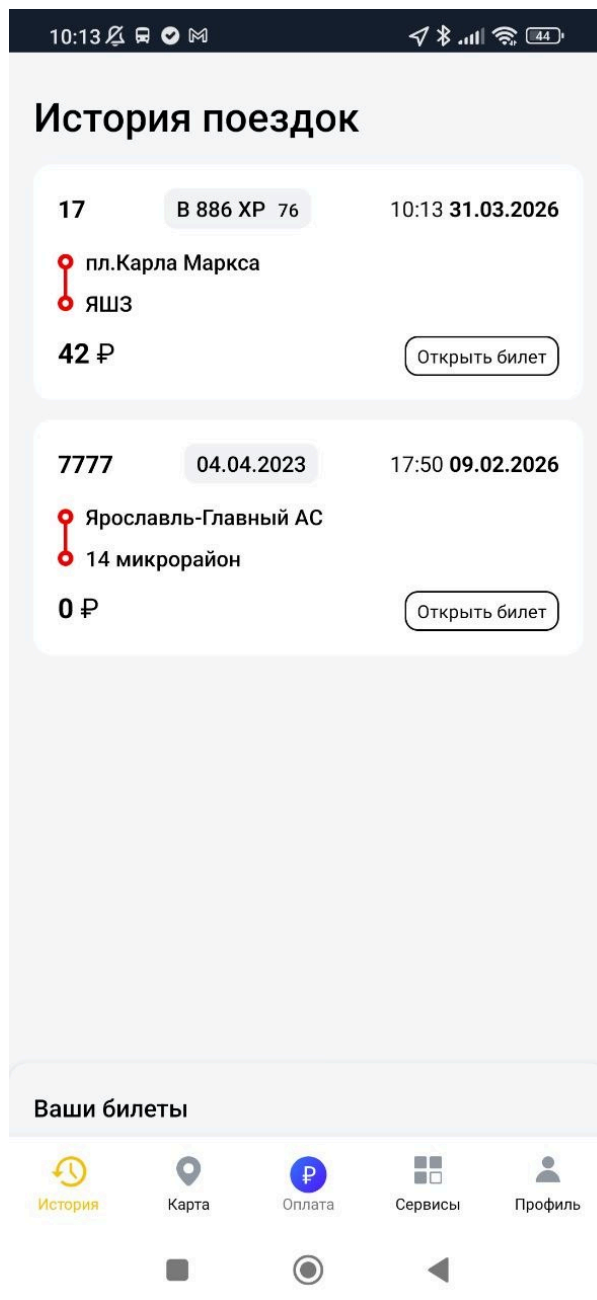 10:13 44
История поездок
17 В 886 ХР 76 10:13 31.03.2026
пл.Карла Маркса
ЯШЗ
42 ₽ Открыть билет
7777 04.04.2023 17:50 09.02.2026
Ярославль-Главный АС
14 микрорайон
0 ₽ Открыть билет
Ваши билеты
₽
История Карта Оплата Сервисы Профиль